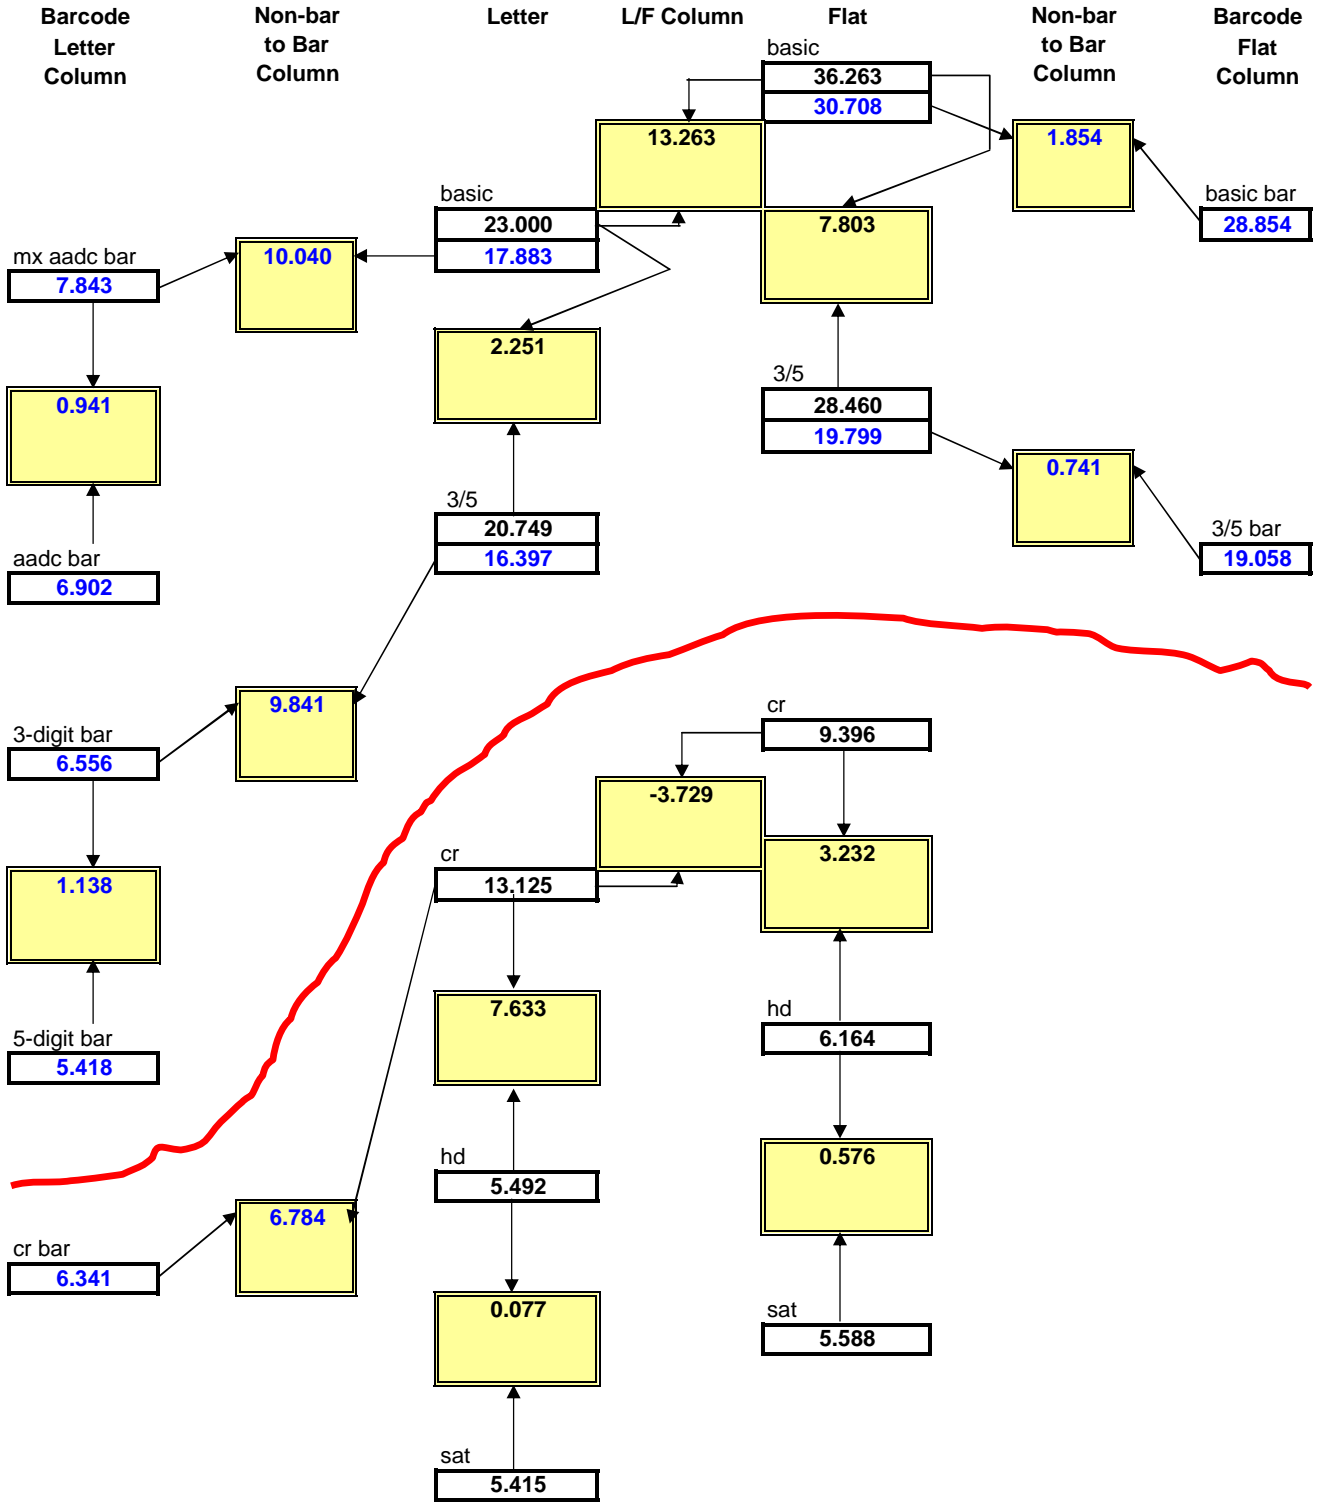 Barcode Letter Column
Non-bar to Bar Column
Letter
L/F Column
Flat
Non-bar to Bar Column
Barcode Flat Column
basic
36.263
30.708
13.263
1.854
basic
23.000
17.883
7.803
basic bar
28.854
mx aadc bar
7.843
10.040
2.251
3/5
28.460
19.799
0.941
0.741
3/5
20.749
16.397
3/5 bar
19.058
aadc bar
6.902
9.841
cr
9.396
3-digit bar
6.556
-3.729
3.232
cr
13.125
1.138
7.633
hd
6.164
5-digit bar
5.418
hd
5.492
0.576
6.784
cr bar
6.341
0.077
sat
5.588
sat
5.415